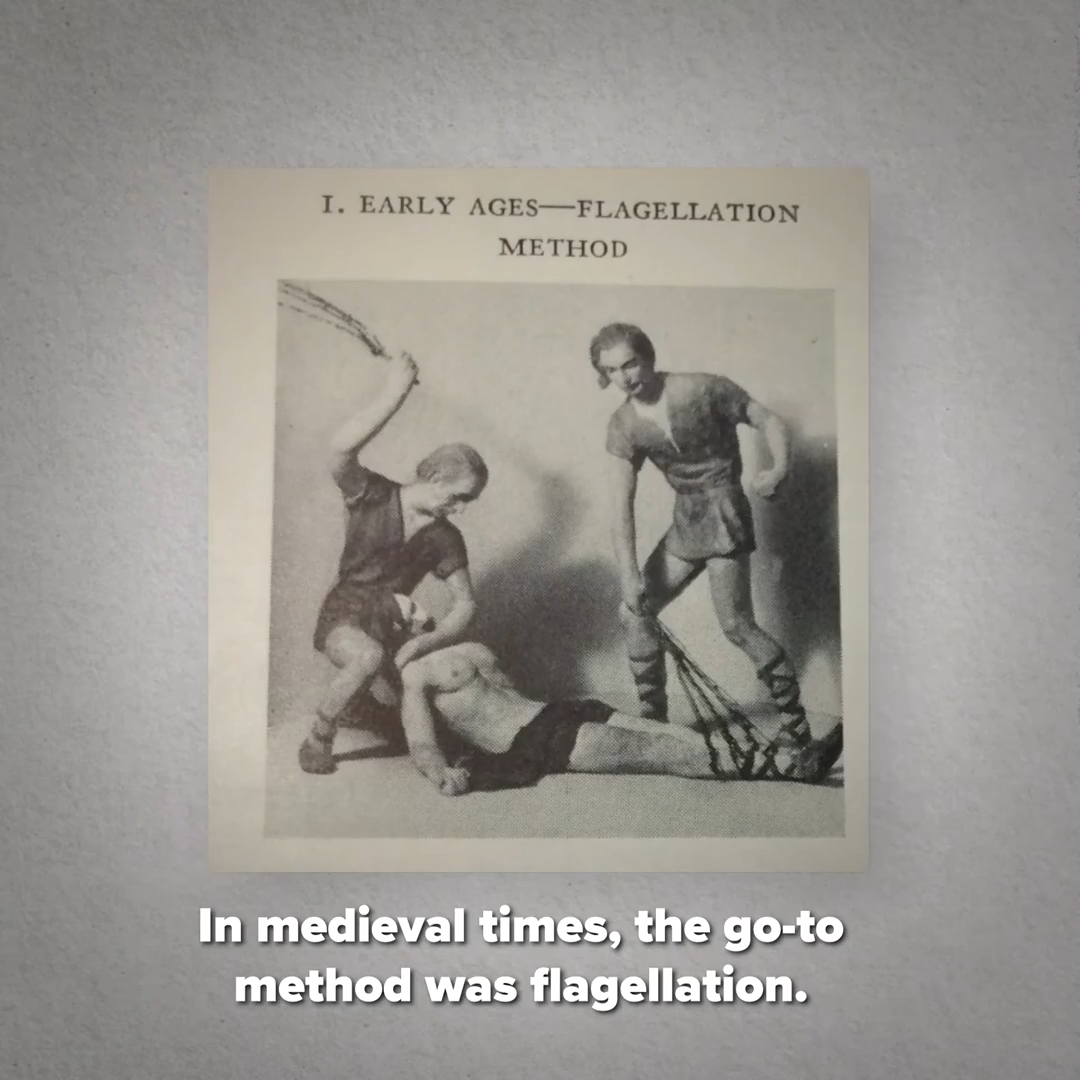 I. EARLY AGES—FLAGELLATION
METHOD
In medieval times, the go-to
method was flagellation.